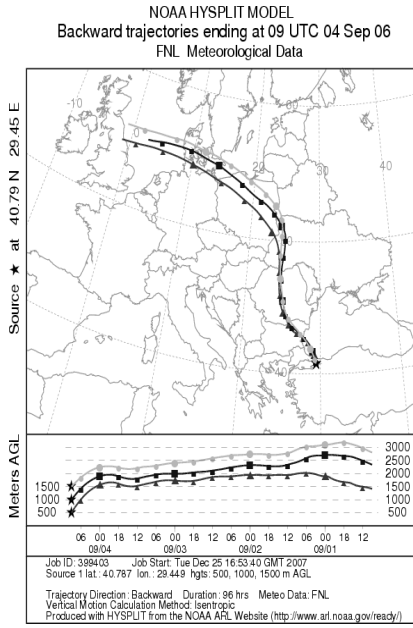 NOAA HYSPLIT MODEL
Backward trajectories ending at 09 UTC 04 Sep 06
FNL Meteorological Data
Source ★ at 40.79 N 29.45 E
-10
0
20
30
40
Meters AGL
1500
1000
500
3000
2500
2000
1500
1000
500
06 00 18 12 06 00 18 12 06 00 18 12 06 00 18 12
09/04 09/03 09/02 09/01
Job ID: 399403 Job Start: Tue Dec 25 16:53:40 GMT 2007
Source 1 lat.: 40.787 lon.: 29.449 hgts: 500, 1000, 1500 m AGL
Trajectory Direction: Backward Duration: 96 hrs Meteo Data: FNL
Vertical Motion Calculation Method: Isentropic
Produced with HYSPLIT from the NOAA ARL Website (http://www.arl.noaa.gov/ready/)